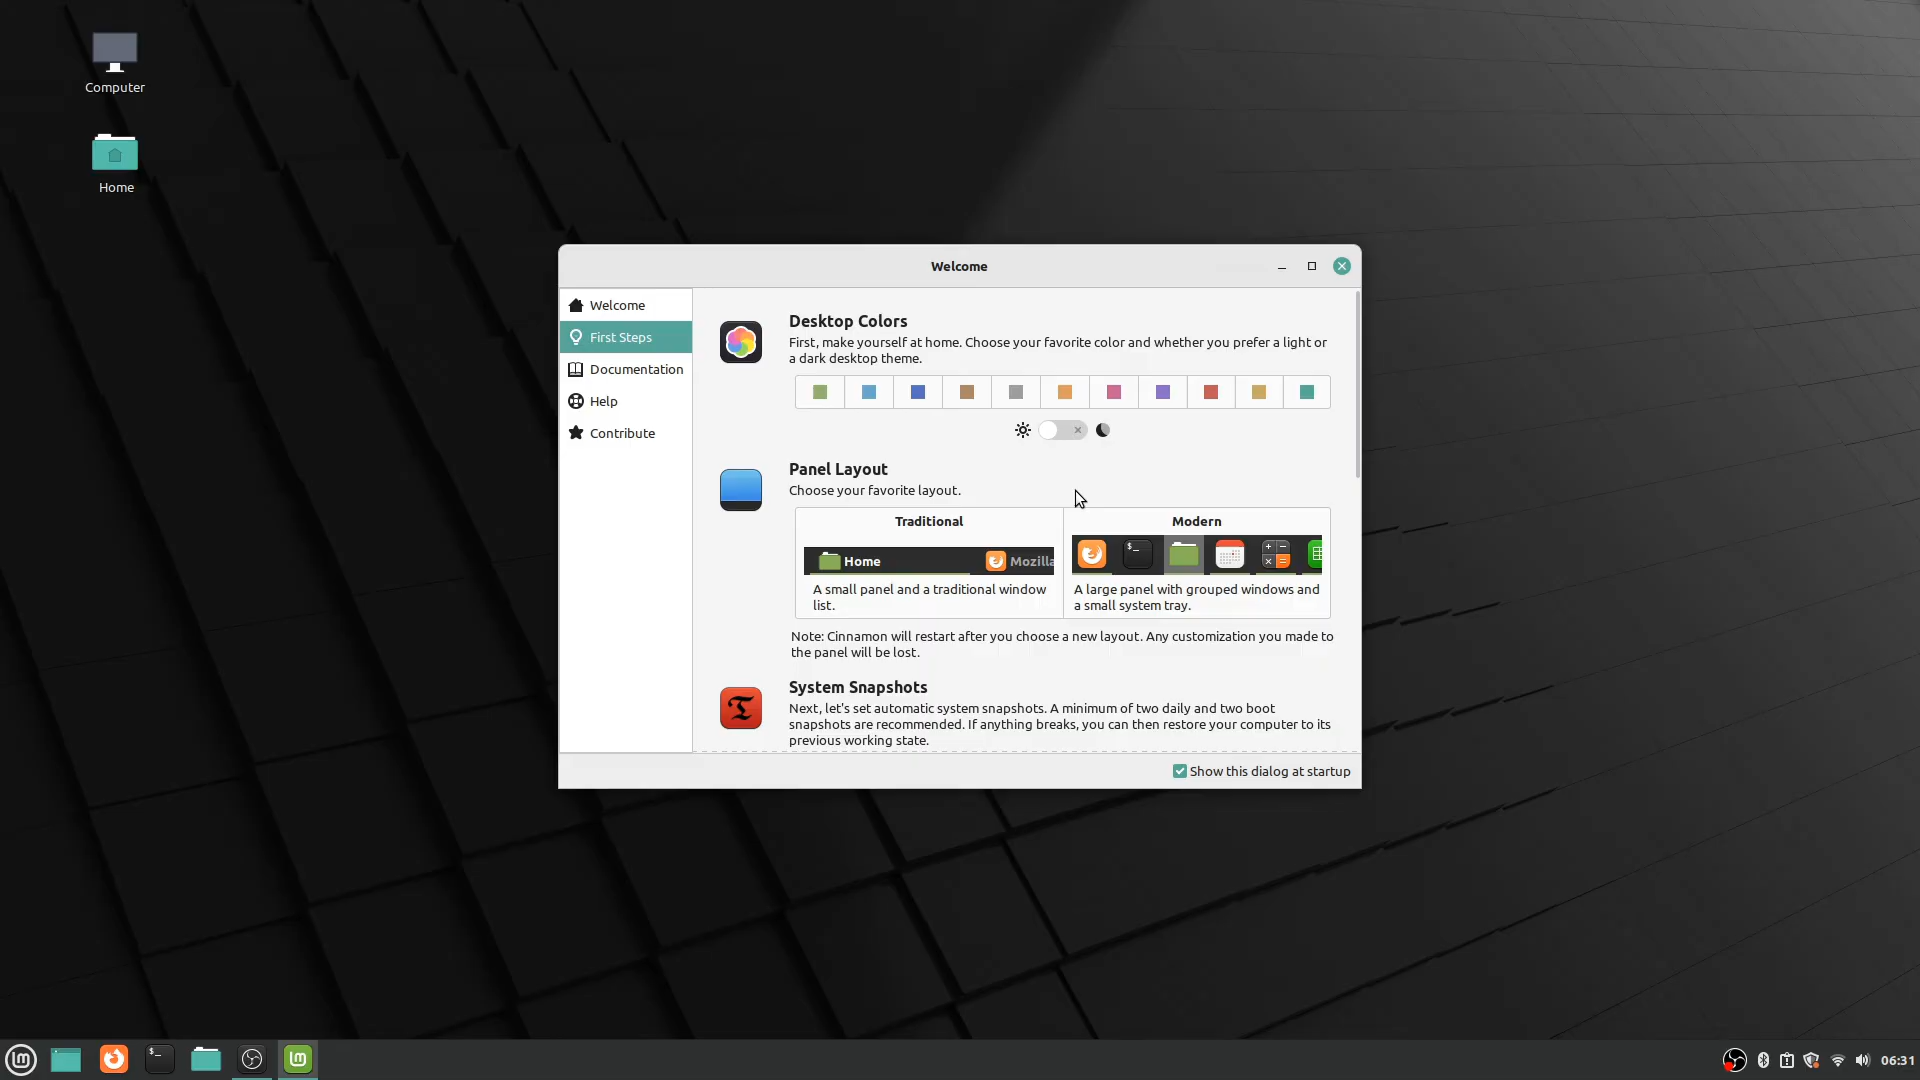 Computer
Home
Welcome
Welcome
First Steps
Documentation
Help
Contribute
Desktop Colors
First, make yourself at home. Choose your favorite color and whether you prefer a light or
a dark desktop theme.
Panel Layout
Choose your favorite layout.
Traditional
Home
Mozilla
A small panel and a traditional window
list.
Modern
A large panel with grouped windows and
a small system tray.
Note: Cinnamon will restart after you choose a new layout. Any customization you made to
the panel will be lost.
System Snapshots
Next, let's set automatic system snapshots. A minimum of two daily and two boot
snapshots are recommended. If anything breaks, you can then restore your computer to its
previous working state.
Show this dialog at startup
06:31